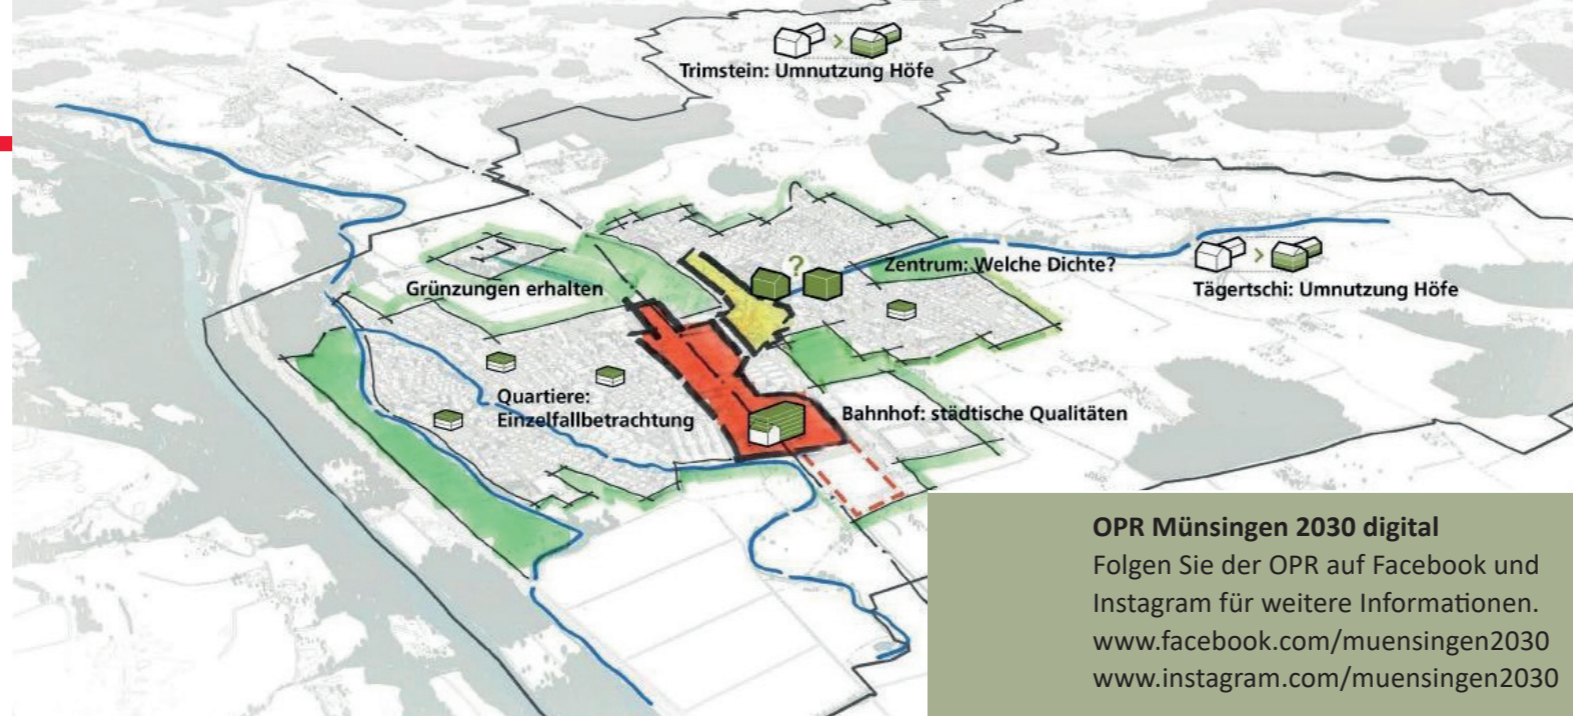 Trimstein: Umnutzung Höfe
?
Zentrum: Welche Dichte?
Grünzungen erhalten
Tägertschi: Umnutzung Höfe
Quartiere:
Einzelfallbetrachtung
Bahnhof: städtische Qualitäten
OPR Münsingen 2030 digital
Folgen Sie der OPR auf Facebook und
Instagram für weitere Informationen.
www.facebook.com/muensingen2030
www.instagram.com/muensingen2030